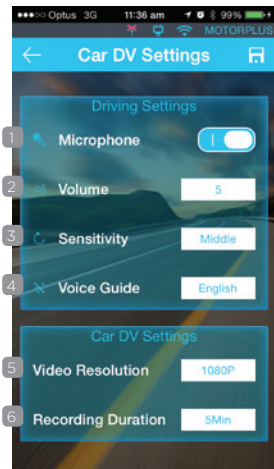 Optus 3G 11:36 am 99%
MOTORPLUS
Car DV Settings
Driving Settings
1 Microphone
2 Volume 5
3 Sensitivity Middle
4 Voice Guide English
Car DV Settings
5 Video Resolution 1080P
6 Recording Duration 5Min